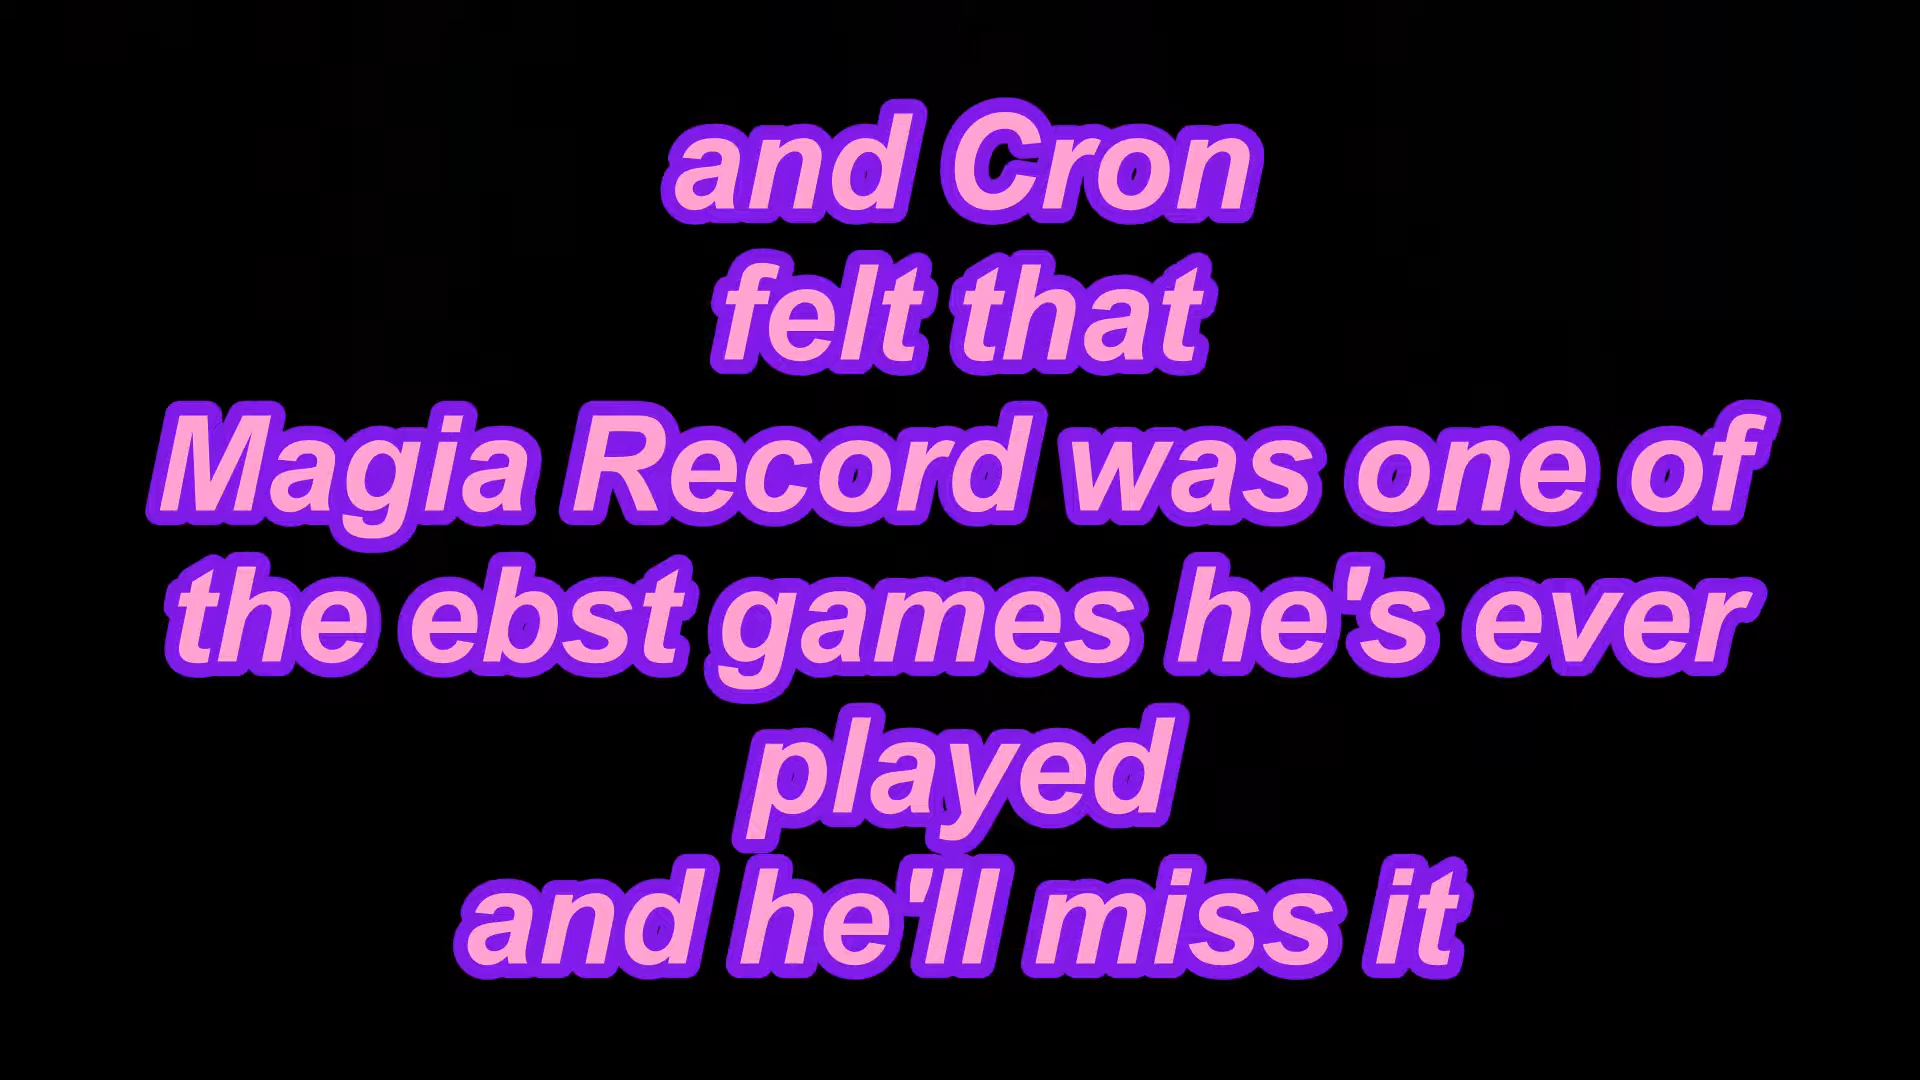 and Cron
felt that
Magia Record was one of
the ebst games he's ever
played
and he'll miss it